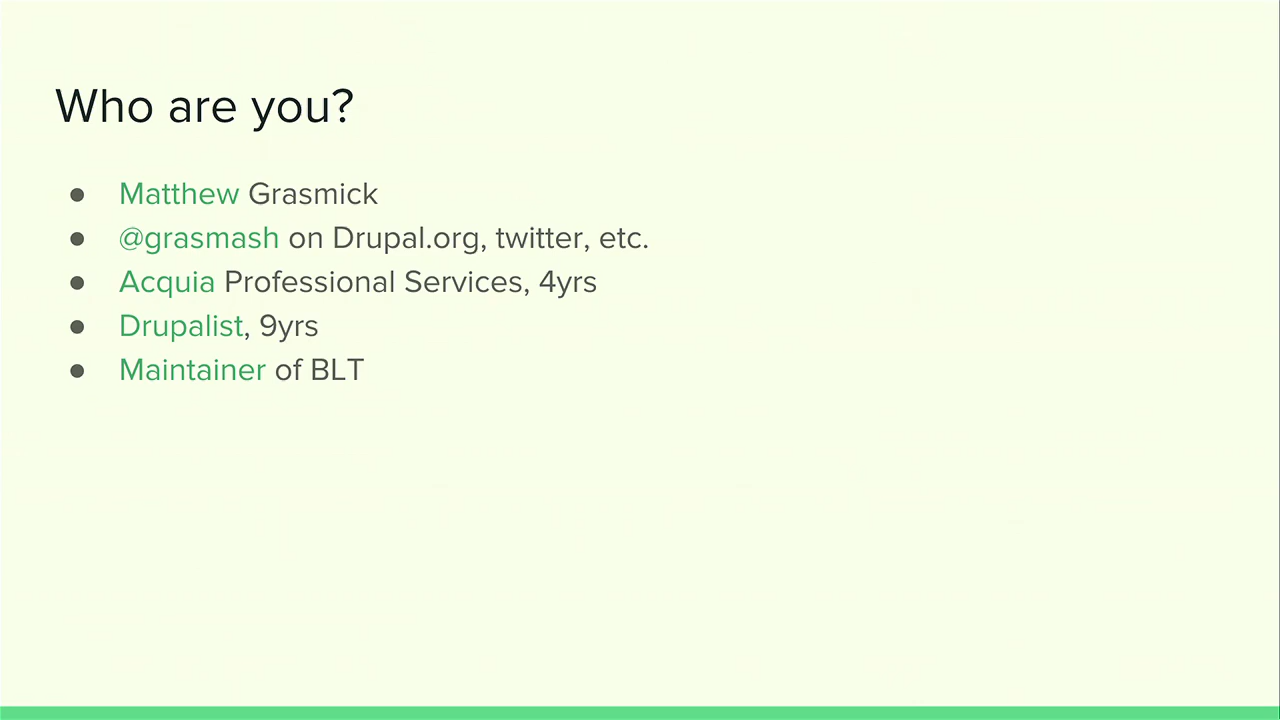 Who are you?
● Matthew Grasmick
● @grasmash on Drupal.org, twitter, etc.
● Acquia Professional Services, 4yrs
● Drupalist, 9yrs
● Maintainer of BLT